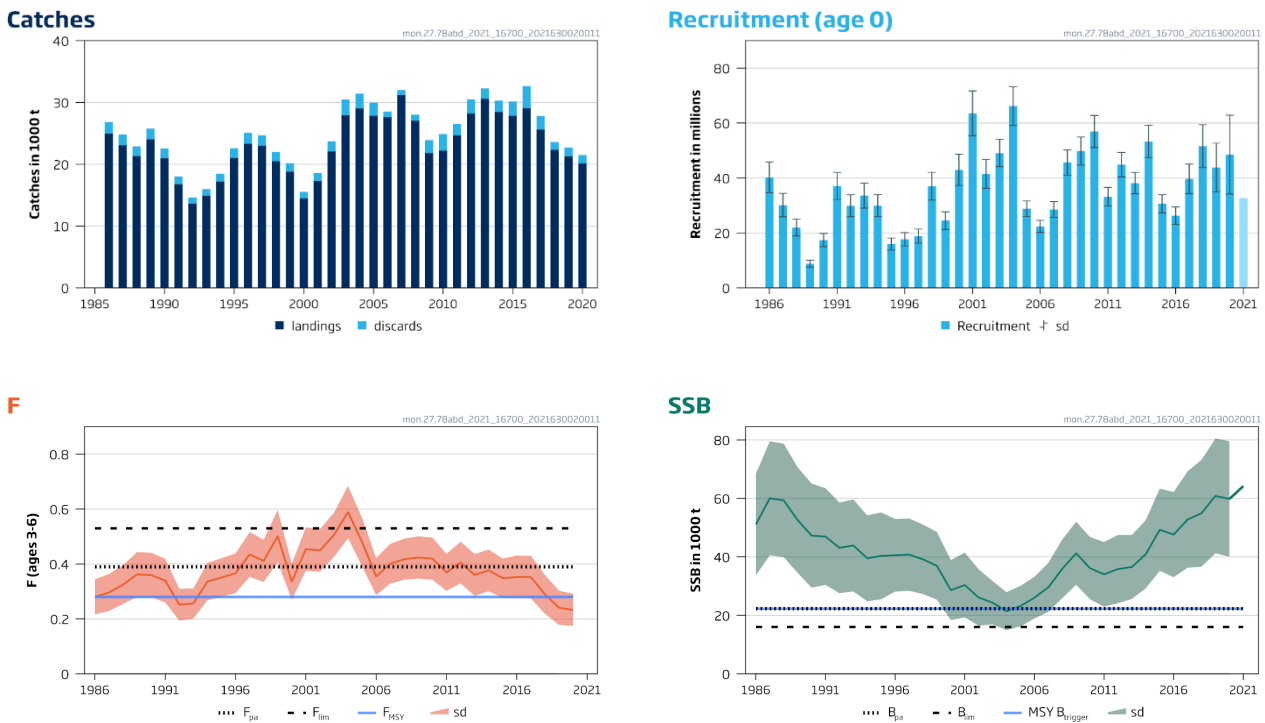 Catches
mon.27.78abd_2021_16700_2021630020011
Catches in 1000 t
40
30
20
10
0
1985 1990 1995 2000 2005 2010 2015 2020
landings discards
Recruitment (age 0)
mon.27.78abd_2021_16700_2021630020011
Recruitment in millions
80
60
40
20
0
1986 1991 1996 2001 2006 2011 2016 2021
Recruitment sd
F
mon.27.78abd_2021_16700_2021630020011
F (ages 3-6)
0.8
0.6
0.4
0.2
0
1986 1991 1996 2001 2006 2011 2016 2021
Fpa Flim FMSY sd
SSB
mon.27.78abd_2021_16700_2021630020011
SSB in 1000 t
80
60
40
20
0
1986 1991 1996 2001 2006 2011 2016 2021
Bpa Blim MSY Btrigger sd